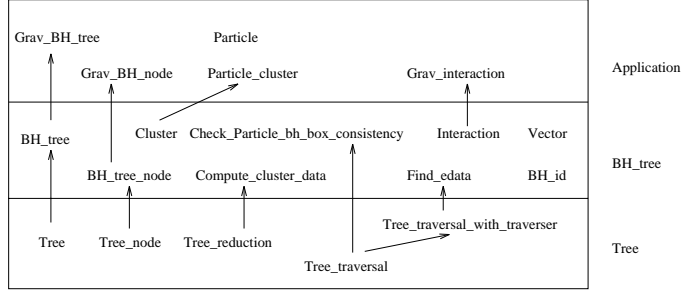 Grav_BH_tree Particle
Grav_BH_node Particle_cluster Grav_interaction
Application
Cluster Check_Particle_bh_box_consistency Interaction Vector
BH_tree
BH_tree
BH_tree_node Compute_cluster_data Find_edata BH_id
Tree_traversal_with_traverser
Tree Tree_node Tree_reduction
Tree
Tree_traversal